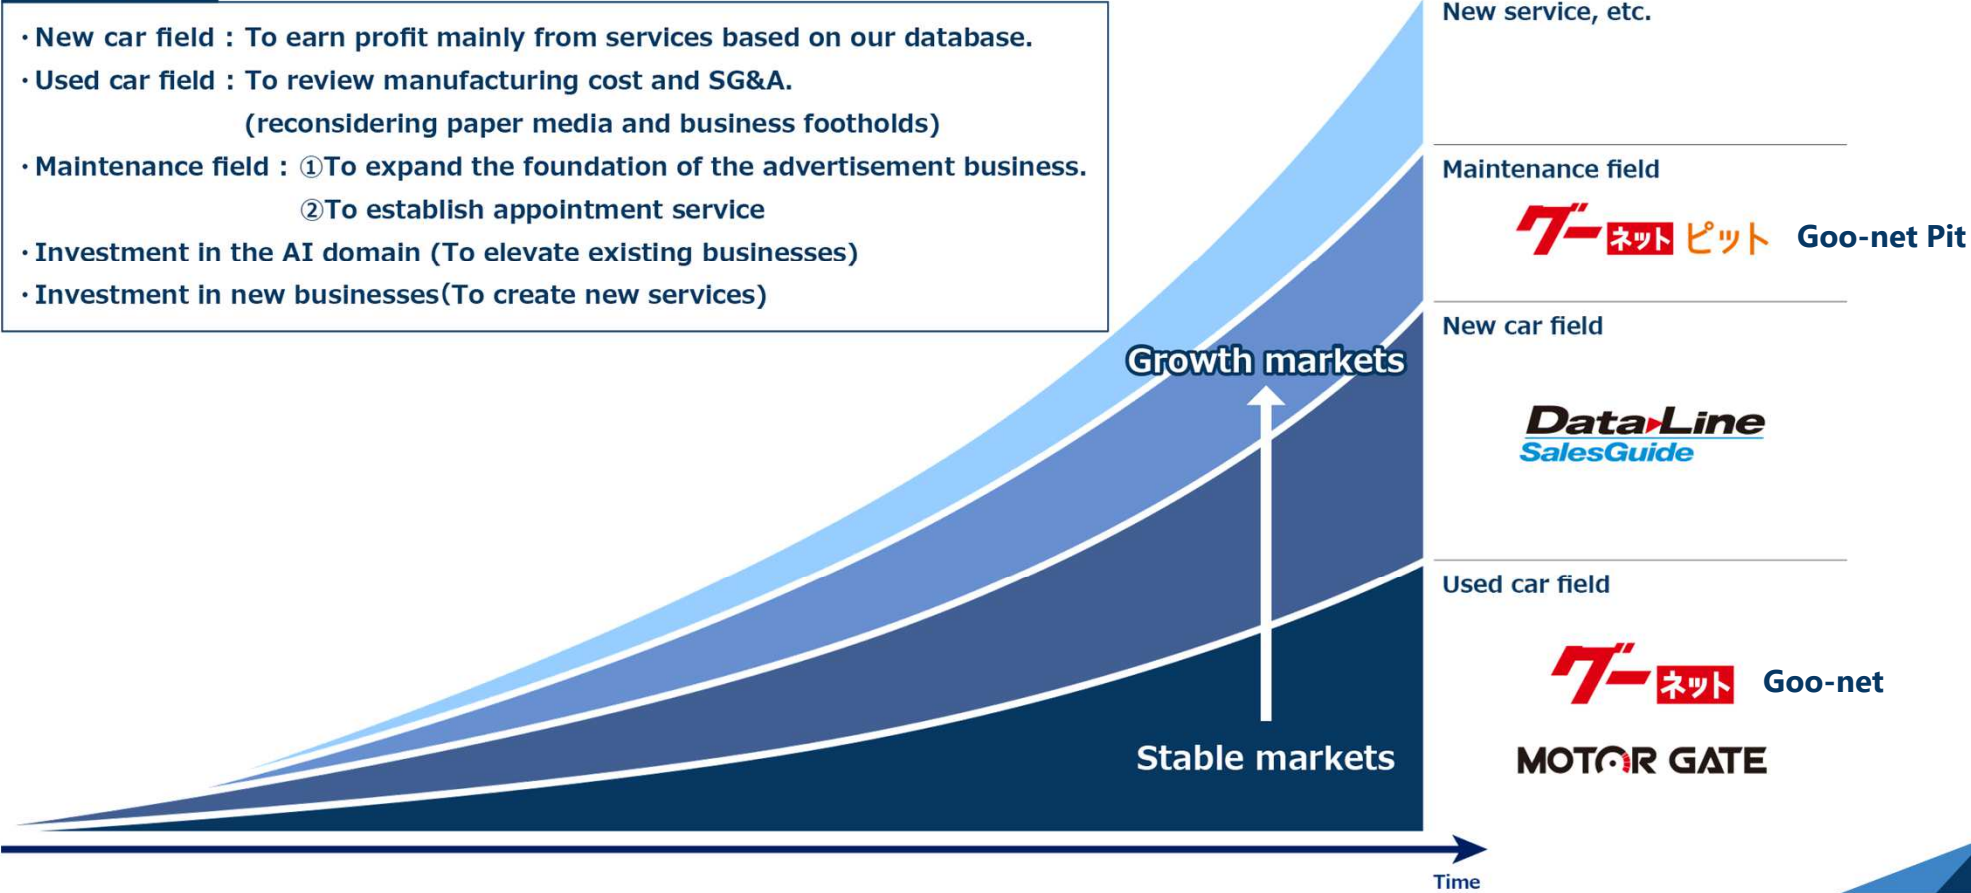 ・New car field : To earn profit mainly from services based on our database.
・Used car field : To review manufacturing cost and SG&A.
(reconsidering paper media and business footholds)
・Maintenance field : ①To expand the foundation of the advertisement business.
②To establish appointment service
・Investment in the AI domain (To elevate existing businesses)
・Investment in new businesses(To create new services)
New service, etc.
Maintenance field
グーネット ピット Goo-net Pit
New car field
Growth markets
DataLine
SalesGuide
Used car field
グーネット Goo-net
Stable markets
MOTOR GATE
Time